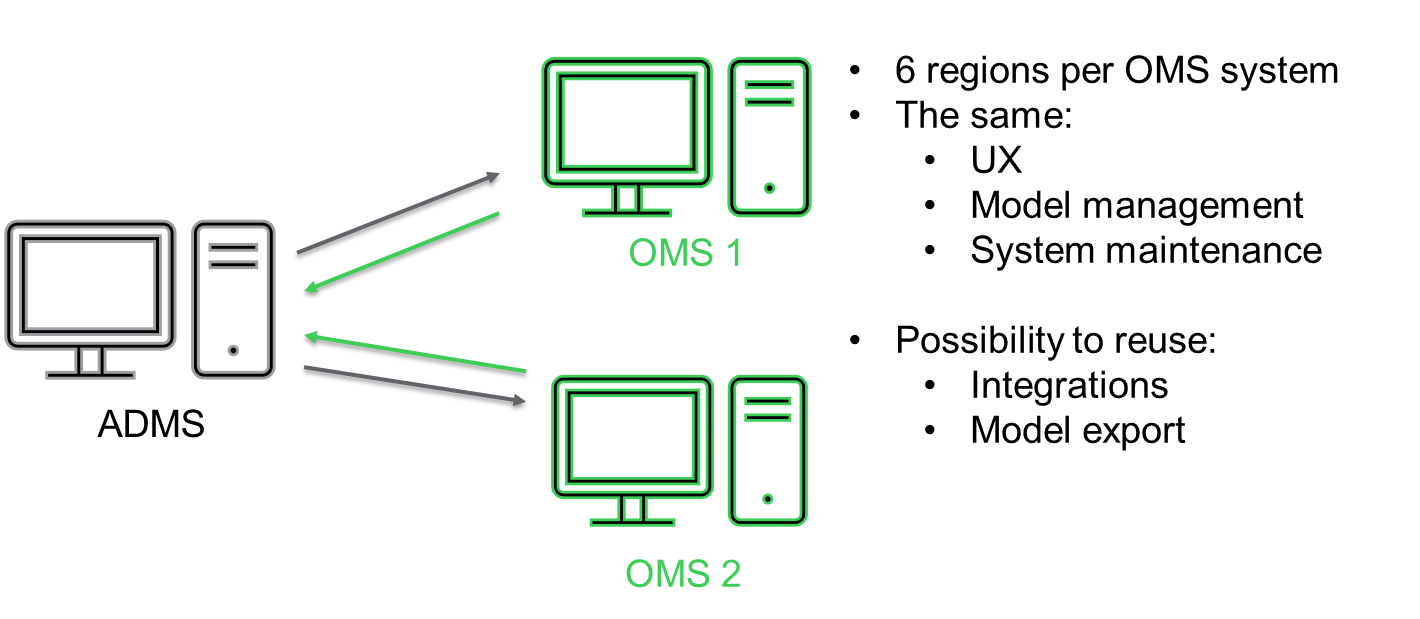 ADMS
OMS 1
OMS 2
• 6 regions per OMS system
• The same:
• UX
• Model management
• System maintenance
• Possibility to reuse:
• Integrations
• Model export